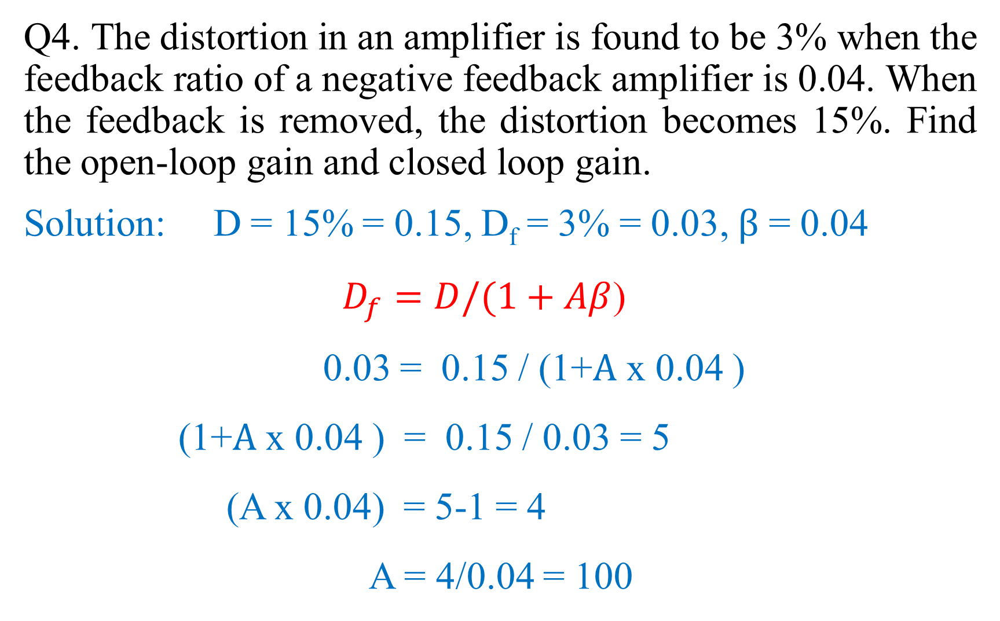 Q4. The distortion in an amplifier is found to be 3% when the
feedback ratio of a negative feedback amplifier is 0.04. When
the feedback is removed, the distortion becomes 15%. Find
the open-loop gain and closed loop gain.
Solution: D = 15% = 0.15, D_f = 3% = 0.03, β = 0.04
D_f = D/(1 + Aβ)
0.03 = 0.15 / (1+A x 0.04 )
(1+A x 0.04 ) = 0.15 / 0.03 = 5
(A x 0.04) = 5-1 = 4
A = 4/0.04 = 100